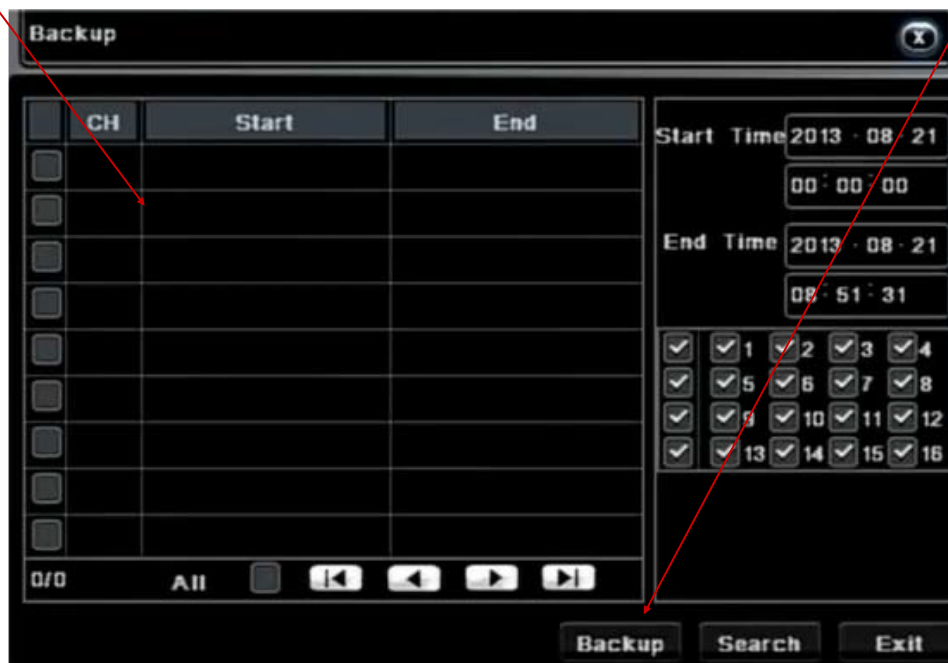 Backup
X
CH Start End
Start Time 2013 - 08 - 21
00 : 00 : 00
End Time 2013 - 08 - 21
08 : 51 : 31
1 2 3 4
5 6 7 8
9 10 11 12
13 14 15 16
0/0 All
Backup Search Exit